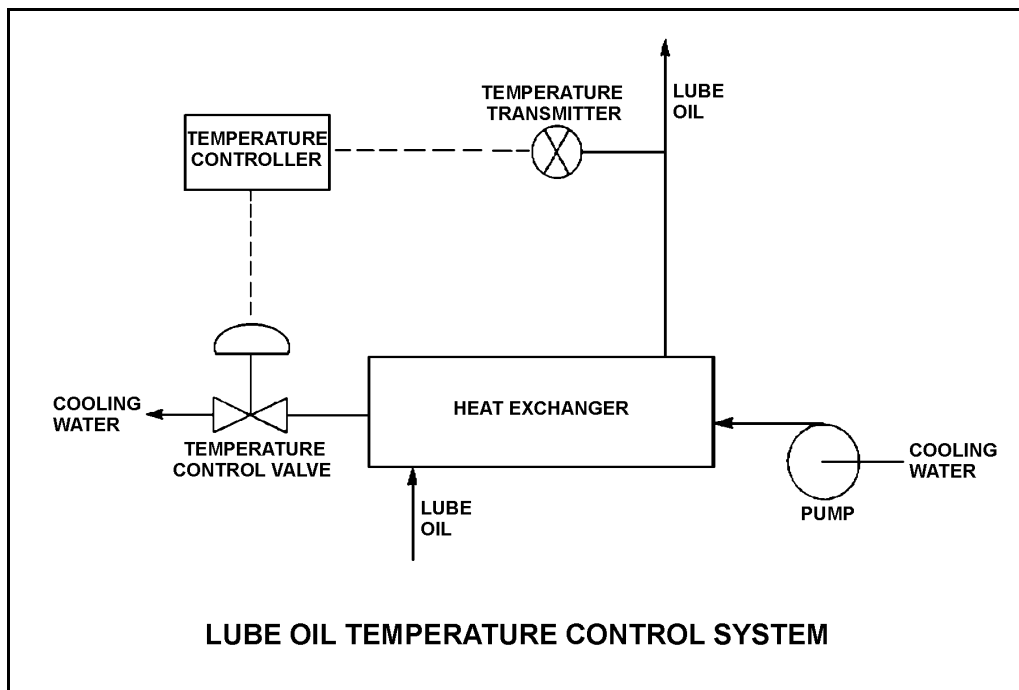 TEMPERATURE
TRANSMITTER
LUBE
OIL
TEMPERATURE
CONTROLLER
COOLING
WATER
TEMPERATURE
CONTROL VALVE
HEAT EXCHANGER
COOLING
WATER
PUMP
LUBE
OIL
LUBE OIL TEMPERATURE CONTROL SYSTEM